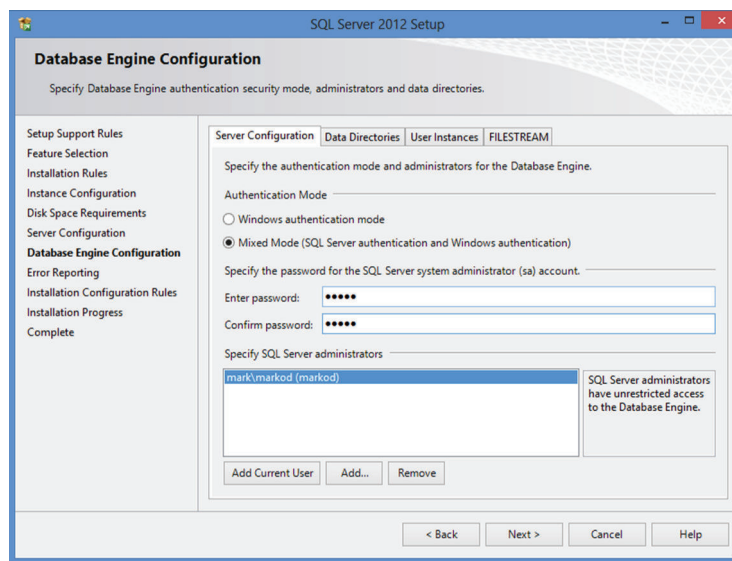 SQL Server 2012 Setup
Database Engine Configuration
Specify Database Engine authentication security mode, administrators and data directories.
Setup Support Rules
Feature Selection
Installation Rules
Instance Configuration
Disk Space Requirements
Server Configuration
Database Engine Configuration
Error Reporting
Installation Configuration Rules
Installation Progress
Complete
Server Configuration Data Directories User Instances FILESTREAM
Specify the authentication mode and administrators for the Database Engine.
Authentication Mode
Windows authentication mode
Mixed Mode (SQL Server authentication and Windows authentication)
Specify the password for the SQL Server system administrator (sa) account.
Enter password: ●●●●●
Confirm password: ●●●●●
Specify SQL Server administrators
mark\markod (markod)
SQL Server administrators
have unrestricted access
to the Database Engine.
Add Current User Add... Remove
< Back Next > Cancel Help